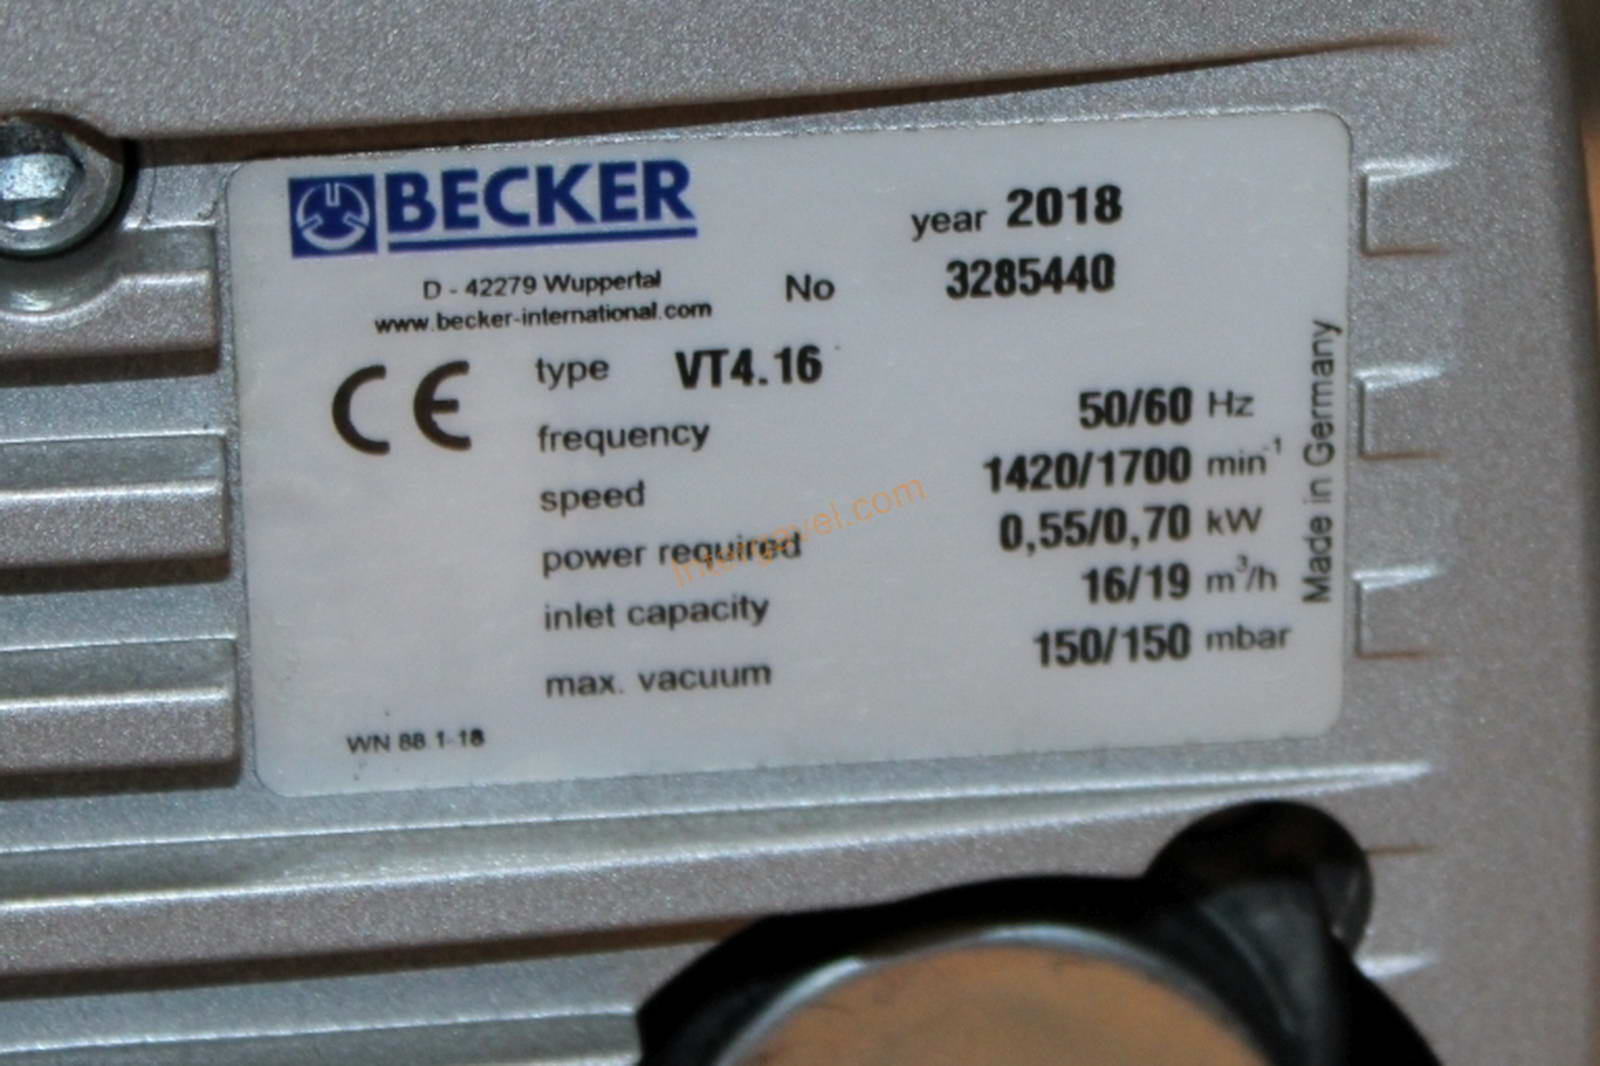 BECKER
year 2018
D - 42279 Wuppertal
www.becker-international.com
No 3285440
type VT4.16
frequency 50/60 Hz
speed 1420/1700 min-1
power required 0,55/0,70 kW
inlet capacity 16/19 m³/h
max. vacuum 150/150 mbar
CE
Made in Germany
WN 88.1-18